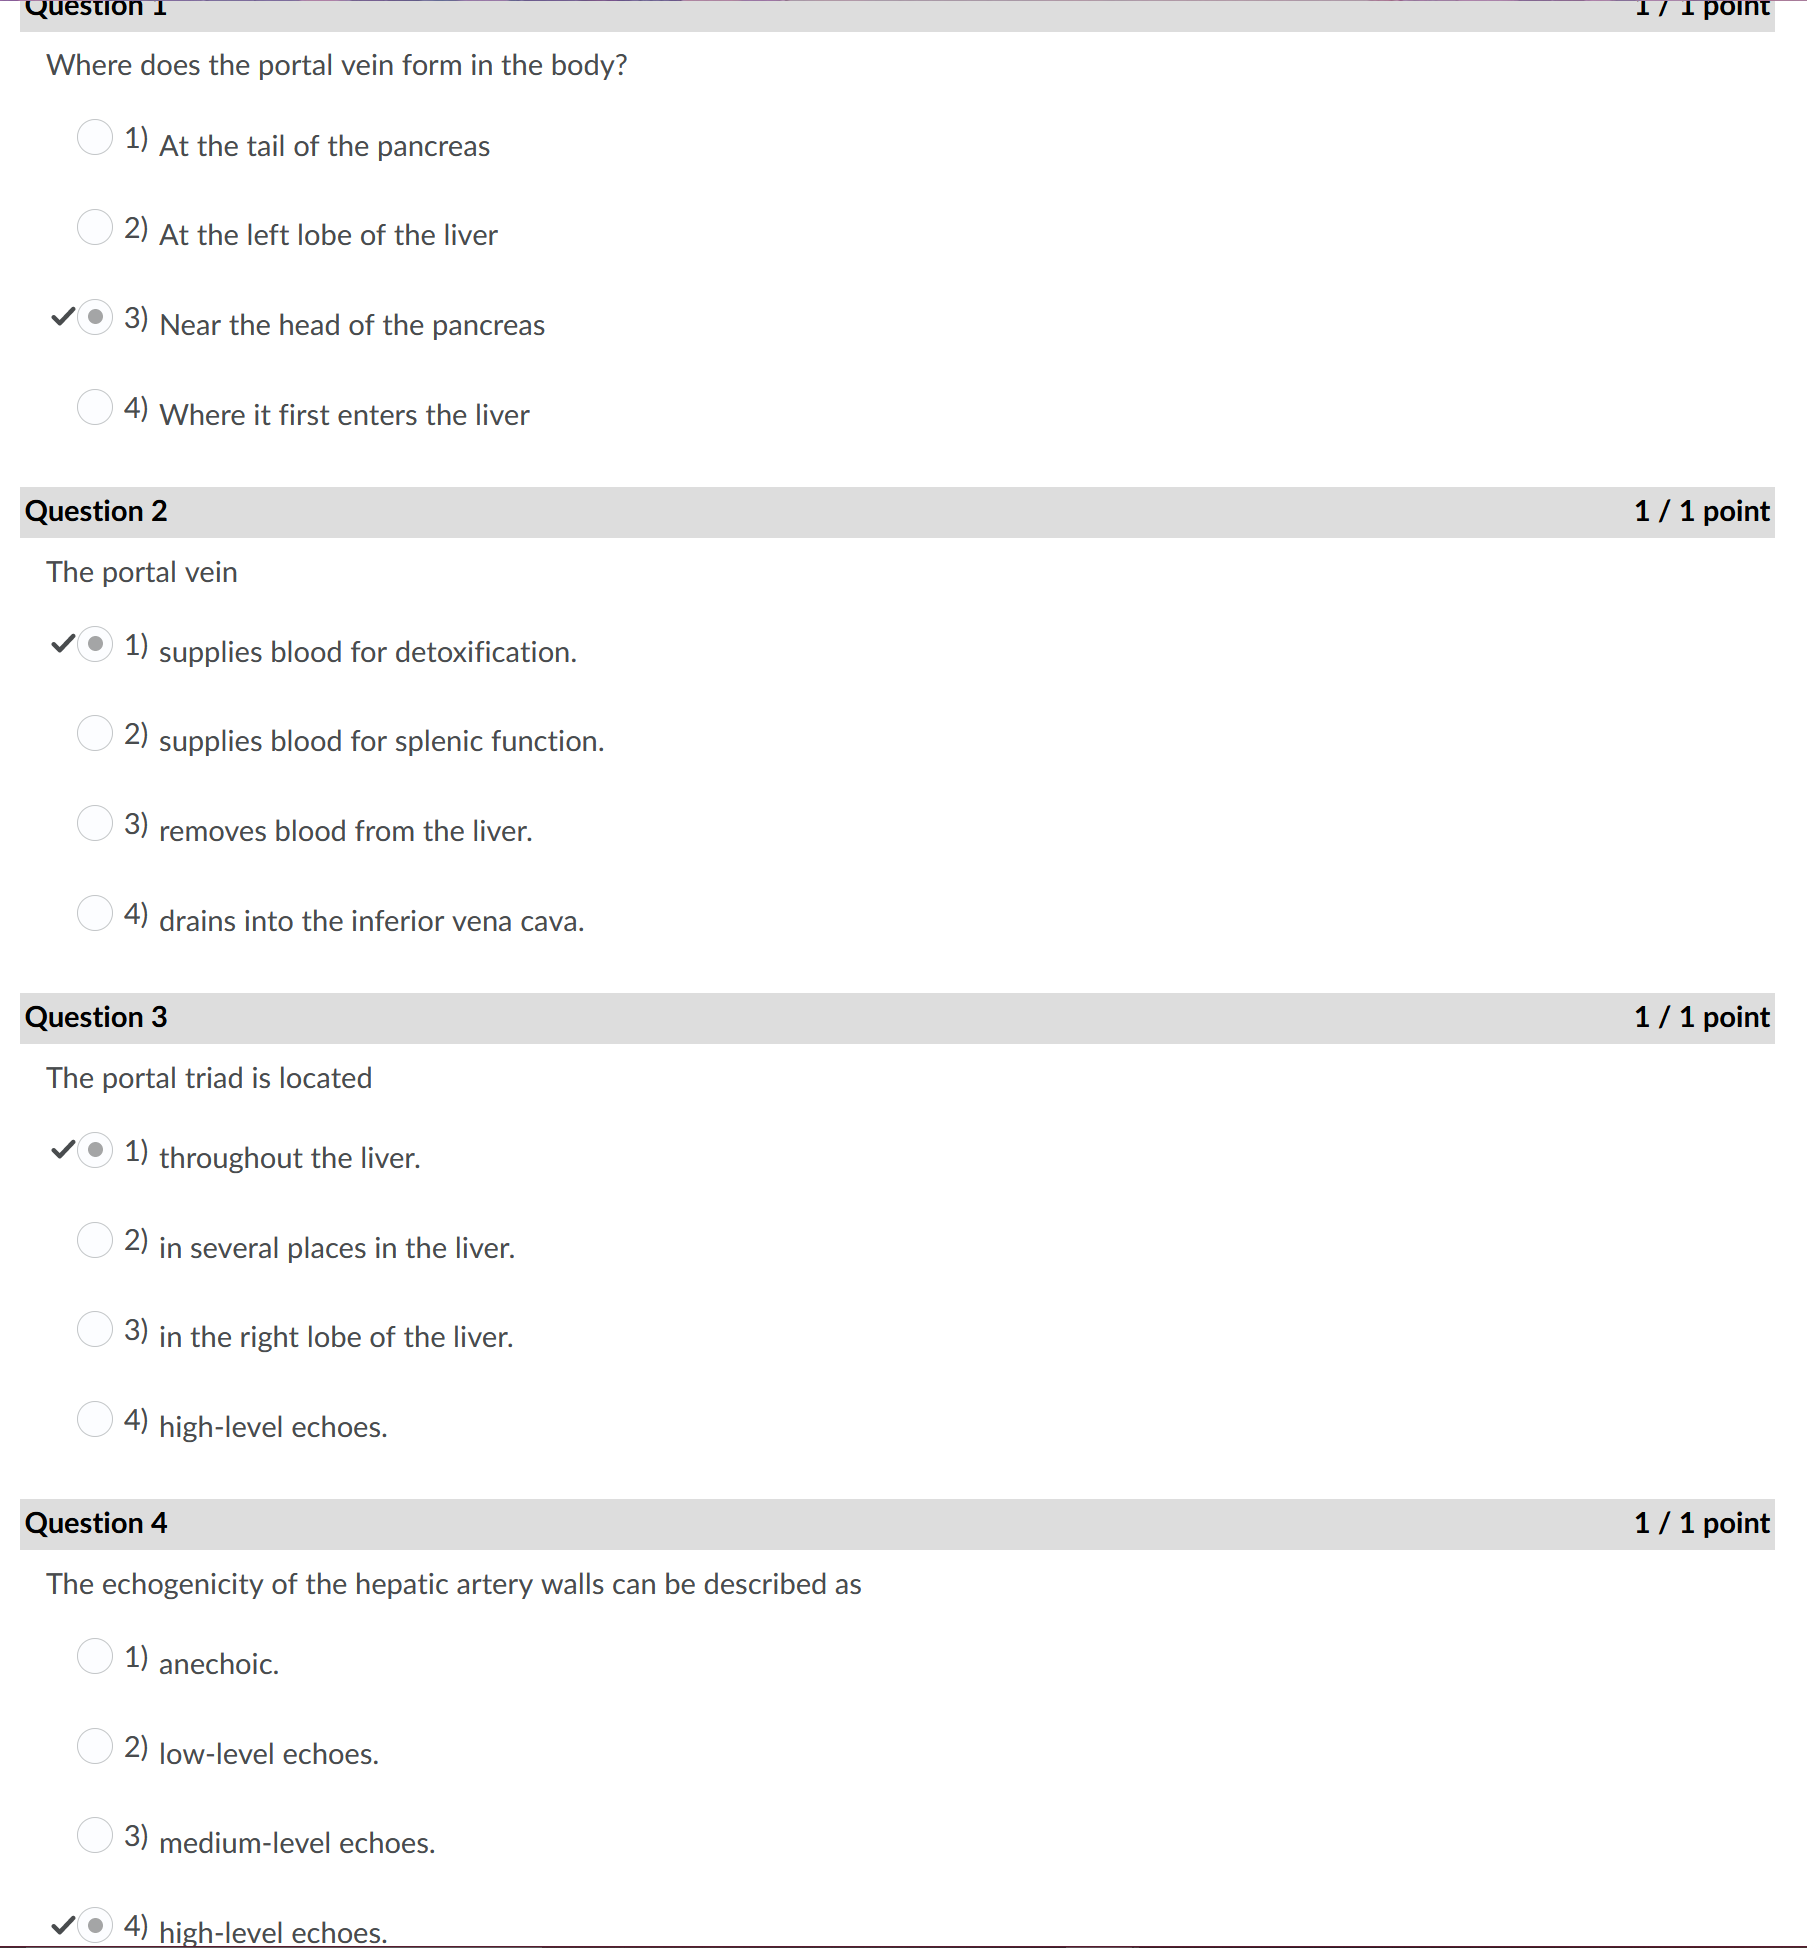 Question 1 1 / 1 point
Where does the portal vein form in the body?
1) At the tail of the pancreas
2) At the left lobe of the liver
3) Near the head of the pancreas
4) Where it first enters the liver
Question 2 1 / 1 point
The portal vein
1) supplies blood for detoxification.
2) supplies blood for splenic function.
3) removes blood from the liver.
4) drains into the inferior vena cava.
Question 3 1 / 1 point
The portal triad is located
1) throughout the liver.
2) in several places in the liver.
3) in the right lobe of the liver.
4) high-level echoes.
Question 4 1 / 1 point
The echogenicity of the hepatic artery walls can be described as
1) anechoic.
2) low-level echoes.
3) medium-level echoes.
4) high-level echoes.